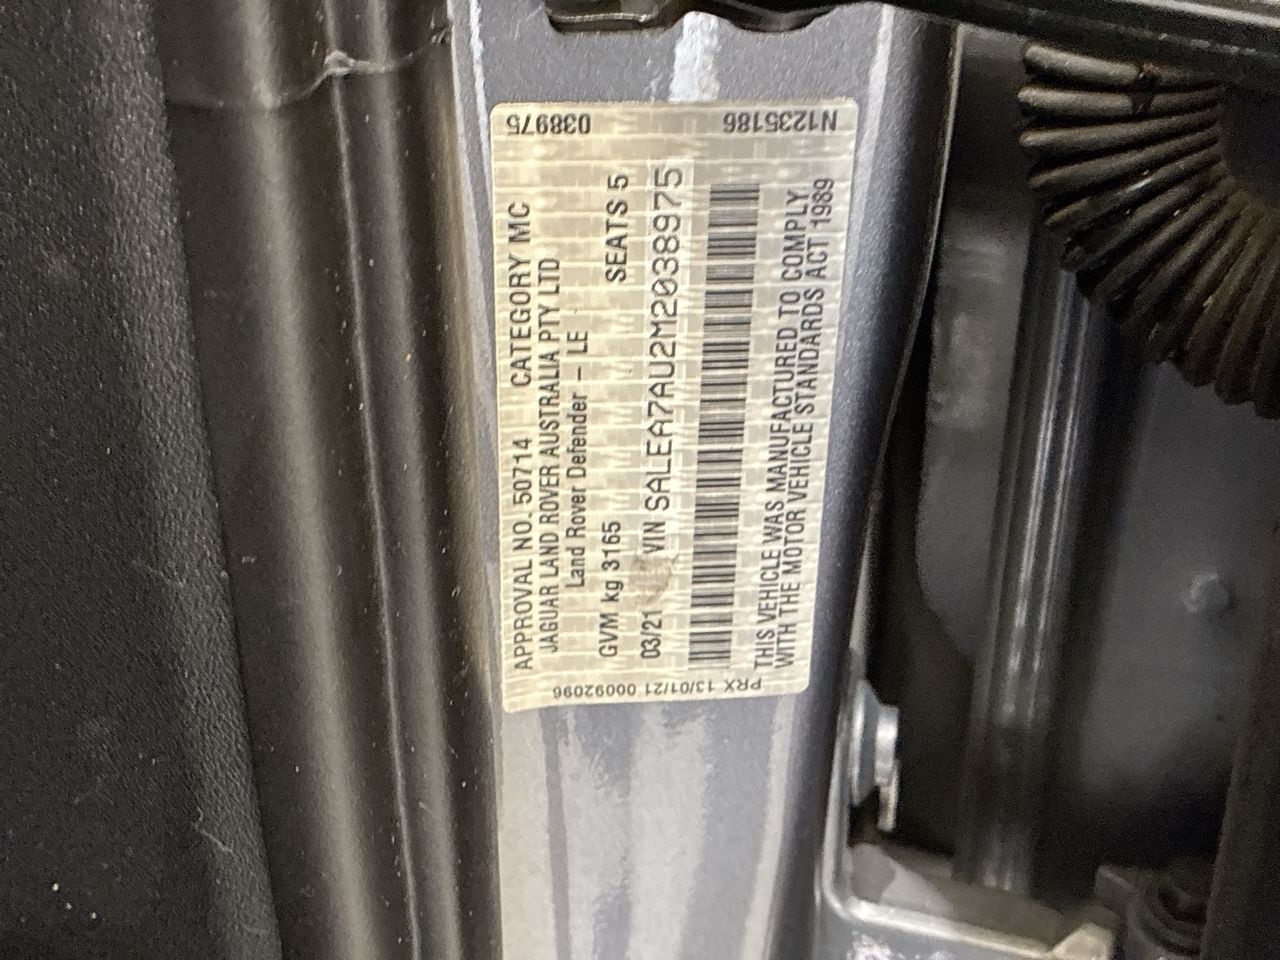 APPROVAL NO. 50714 CATEGORY MC
JAGUAR LAND ROVER AUSTRALIA PTY LTD
Land Rover Defender - LE
GVM kg 3165 SEATS 5
03/21 VIN SALEA7AU2M2038975
THIS VEHICLE WAS MANUFACTURED TO COMPLY
WITH THE MOTOR VEHICLE STANDARDS ACT 1989
038975 N1235186
PRX 13/01/21 00092096